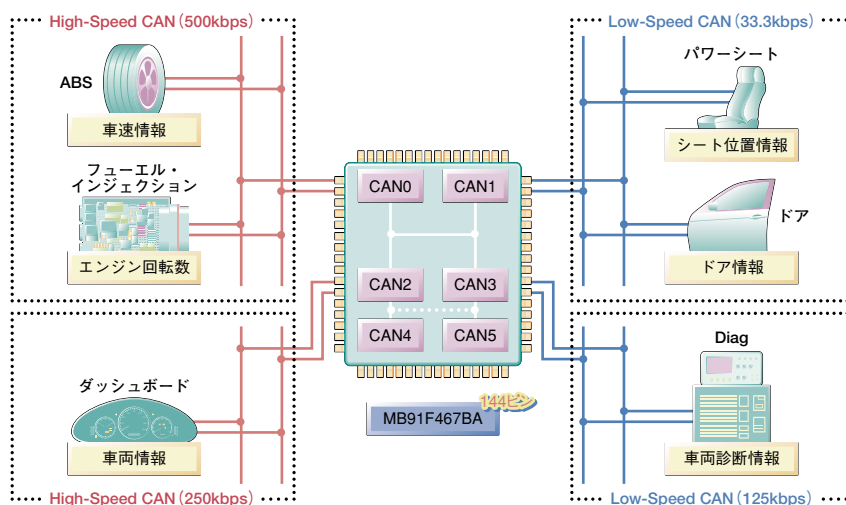 High-Speed CAN（500kbps）
ABS
車速情報
フューエル・
インジェクション
エンジン回転数
Low-Speed CAN（33.3kbps）
パワーシート
シート位置情報
ドア
ドア情報
CAN0
CAN1
CAN2
CAN3
CAN4
CAN5
144ピン
MB91F467BA
ダッシュボード
車両情報
High-Speed CAN（250kbps）
Diag
車両診断情報
Low-Speed CAN（125kbps）